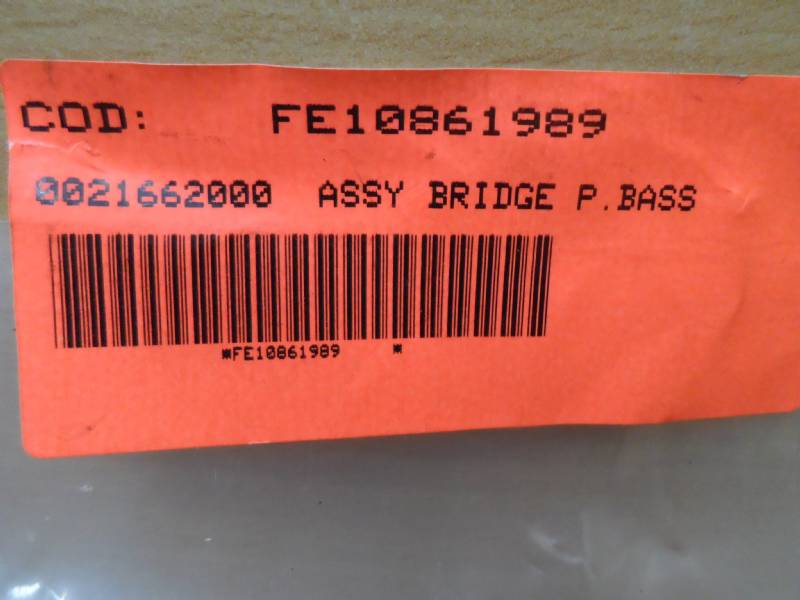 COD: FE10861989
0021662000 ASSY BRIDGE P.BASS
*FE10861989 *